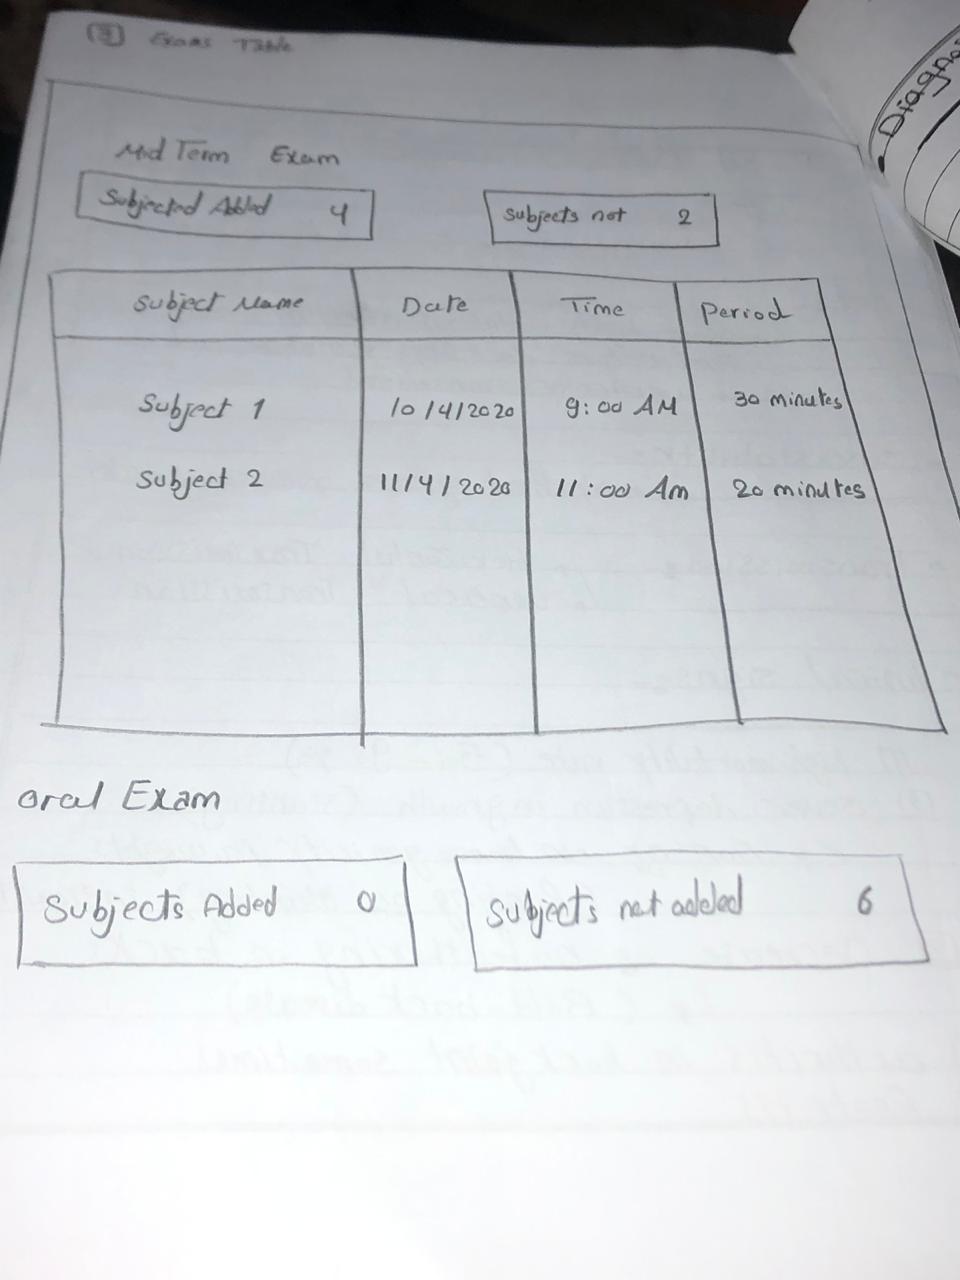 (3) Exams Table
Mid Term Exam
Subjected Added 4
Subjects not 2
Subject Name Date Time Period
Subject 1 10/4/2020 9:00 AM 30 minutes
Subject 2 11/4/2020 11:00 Am 20 minutes
oral Exam
Subjects Added 0
Subjects not added 6